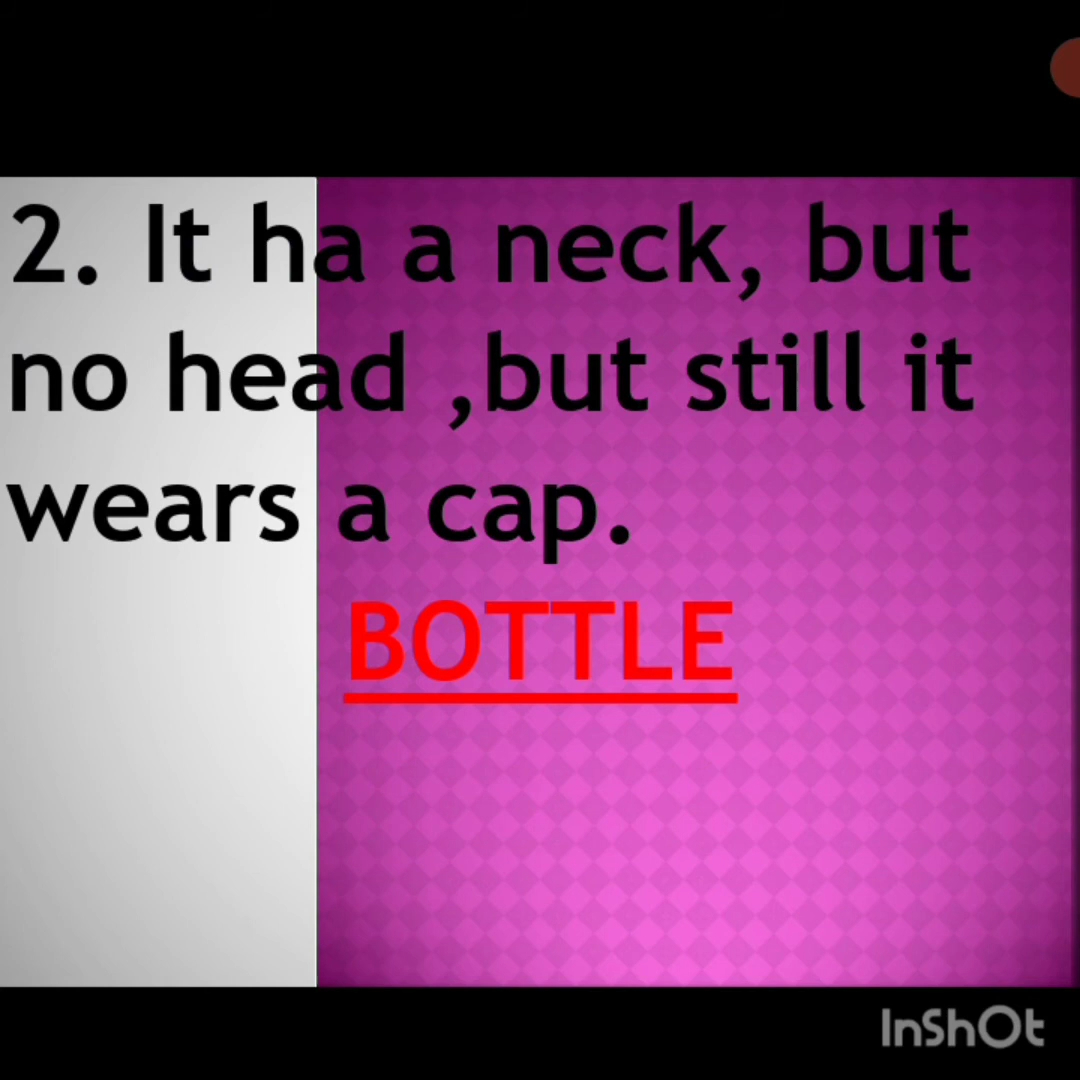 2. It ha a neck, but
no head ,but still it
wears a cap.
BOTTLE
InShOt